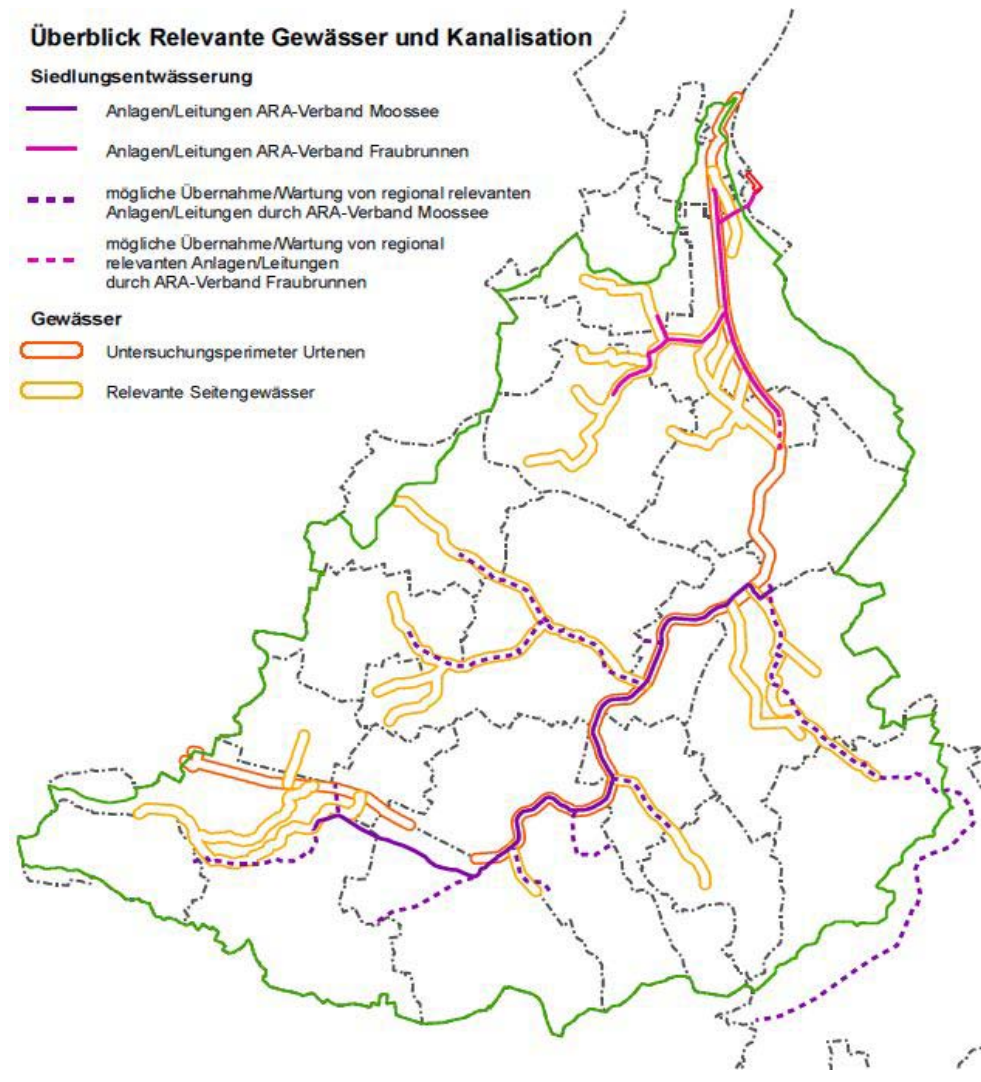 Überblick Relevante Gewässer und Kanalisation
Siedlungsentwässerung
Anlagen/Leitungen ARA-Verband Moossee
Anlagen/Leitungen ARA-Verband Fraubrunnen
mögliche Übernahme/Wartung von regional relevanten
Anlagen/Leitungen durch ARA-Verband Moossee
mögliche Übernahme/Wartung von regional
relevanten Anlagen/Leitungen
durch ARA-Verband Fraubrunnen
Gewässer
Untersuchungsperimeter Urtenen
Relevante Seitengewässer